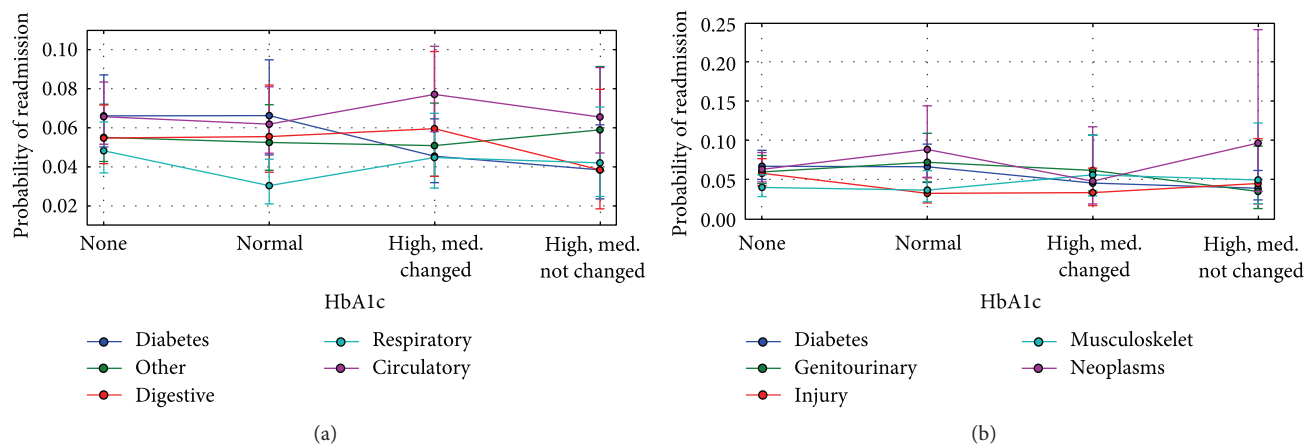 Probability of readmission
0.10
0.08
0.06
0.04
0.02
None
Normal
High, med.
changed
High, med.
not changed
HbA1c
Diabetes
Other
Digestive
Respiratory
Circulatory
(a)
Probability of readmission
0.25
0.20
0.15
0.10
0.05
0.00
None
Normal
High, med.
changed
High, med.
not changed
HbA1c
Diabetes
Genitourinary
Injury
Musculoskelet
Neoplasms
(b)